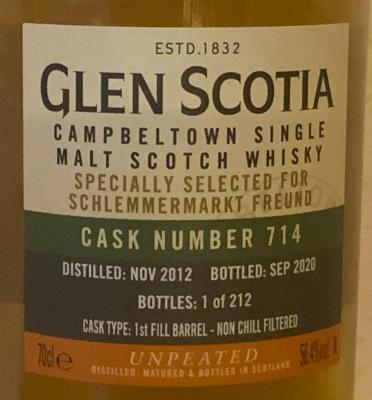 ESTD.1832
GLEN SCOTIA
CAMPBELTOWN SINGLE
MALT SCOTCH WHISKY
SPECIALLY SELECTED FOR
SCHLEMMERMARKT FREUND
CASK NUMBER 714
DISTILLED: NOV 2012 BOTTLED: SEP 2020
BOTTLES: 1 of 212
CASK TYPE: 1st FILL BARREL - NON CHILL FILTERED
70cl e UNPEATED 56.4%vol
DISTILLED, MATURED & BOTTLED IN SCOTLAND